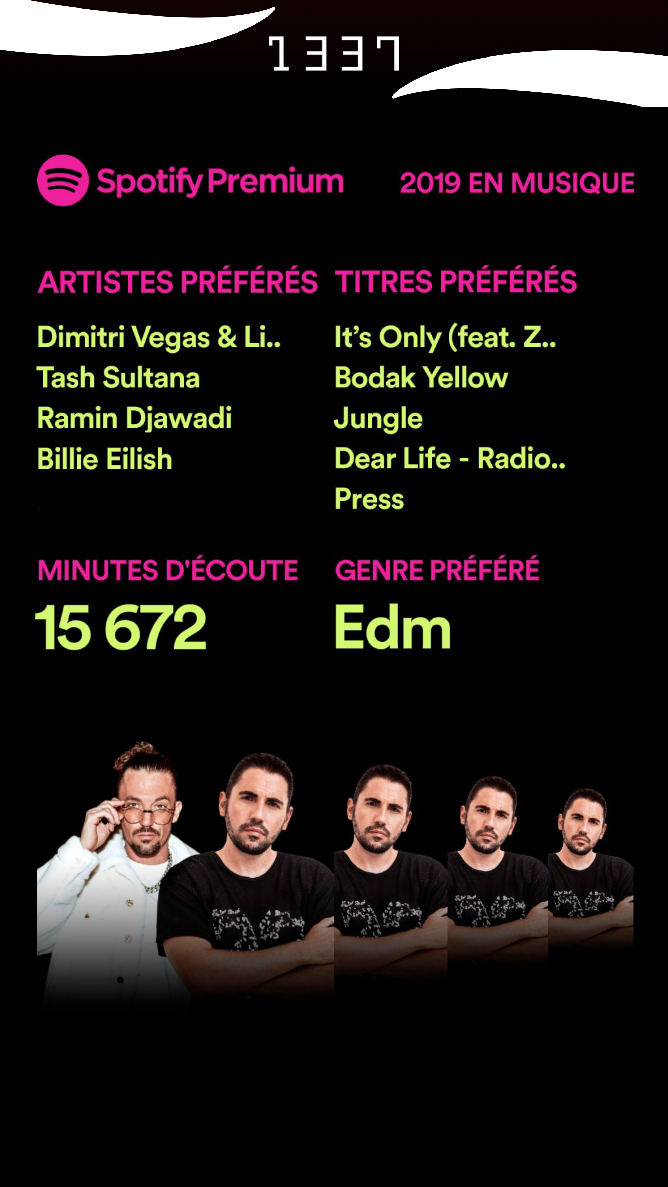 1337
Spotify Premium
2019 EN MUSIQUE
ARTISTES PRÉFÉRÉS
Dimitri Vegas & Li..
Tash Sultana
Ramin Djawadi
Billie Eilish
TITRES PRÉFÉRÉS
It’s Only (feat. Z..
Bodak Yellow
Jungle
Dear Life - Radio..
Press
MINUTES D'ÉCOUTE
15 672
GENRE PRÉFÉRÉ
Edm